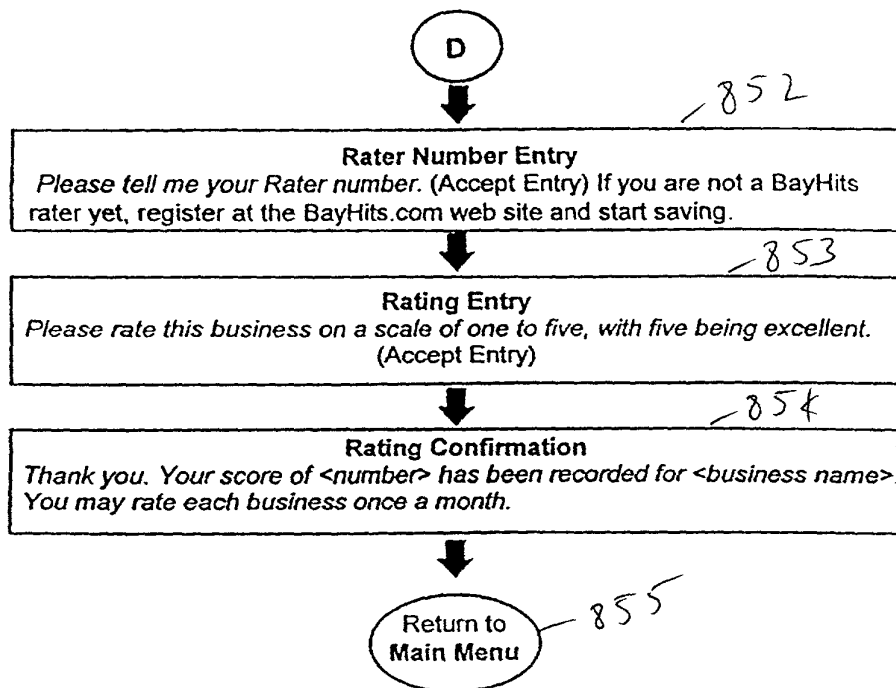 D
852
Rater Number Entry
Please tell me your Rater number. (Accept Entry) If you are not a BayHits
rater yet, register at the BayHits.com web site and start saving.
853
Rating Entry
Please rate this business on a scale of one to five, with five being excellent.
(Accept Entry)
854
Rating Confirmation
Thank you. Your score of <number> has been recorded for <business name>.
You may rate each business once a month.
Return to
Main Menu
855